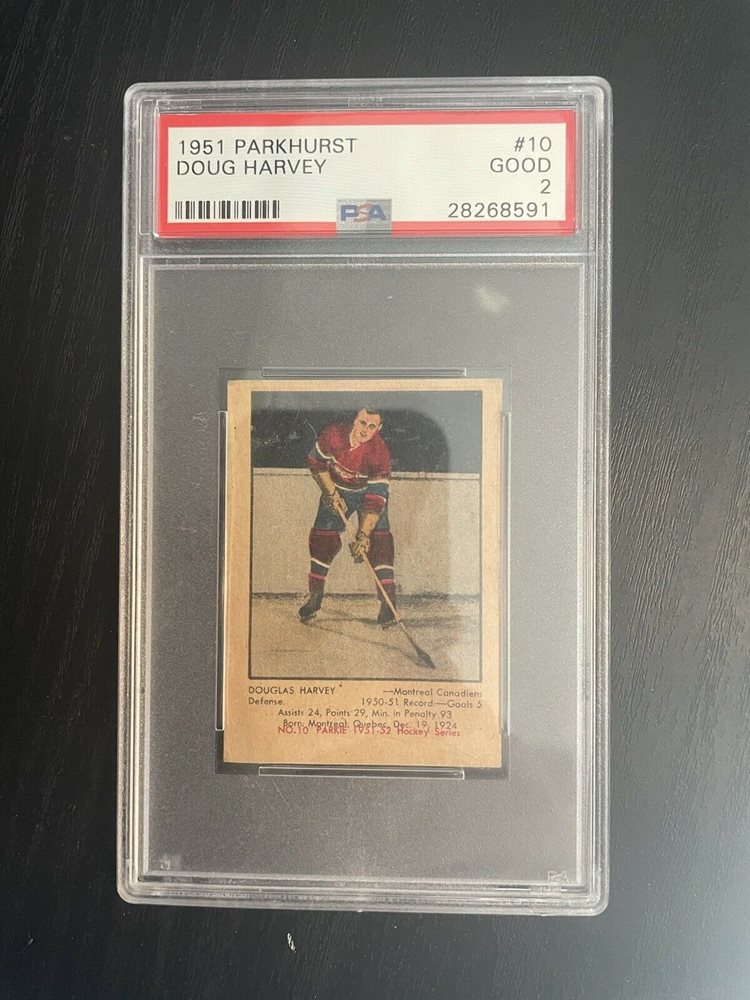 1951 PARKHURST #10
DOUG HARVEY GOOD
2
PSA 28268591
DOUGLAS HARVEY —Montreal Canadiens
Defense. 1950-51 Record:—Goals 5
Assists 24, Points 29, Min. in Penalty 93
Born: Montreal, Quebec, Dec. 19, 1924
NO.10 PARKIE 1951-52 Hockey Series